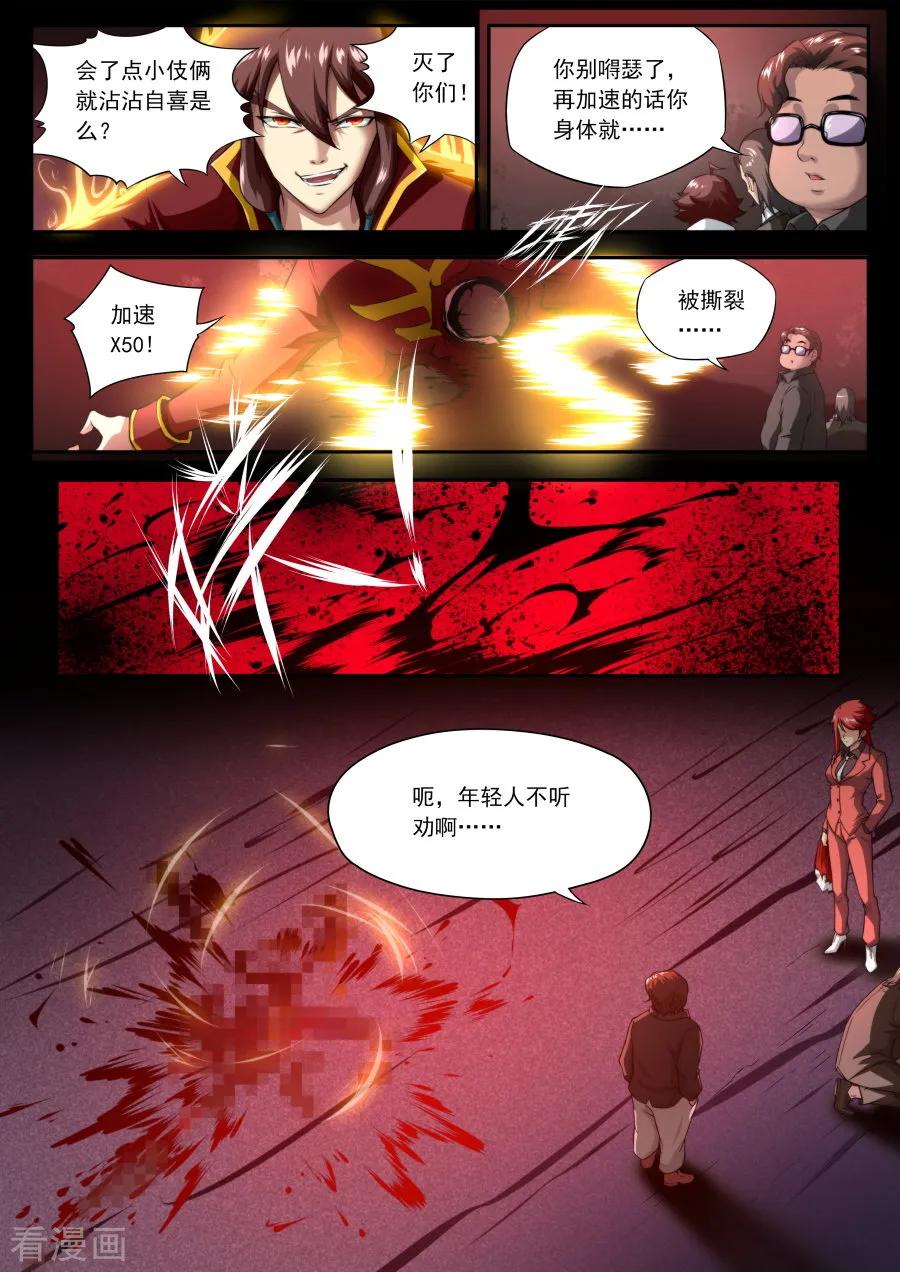 会了点小伎俩
就沾沾自喜是
么？
灭了
你们！
你别嘚瑟了，
再加速的话你
身体就……
加速
X50！
被撕裂
……
呃，年轻人不听
劝啊……
看漫画